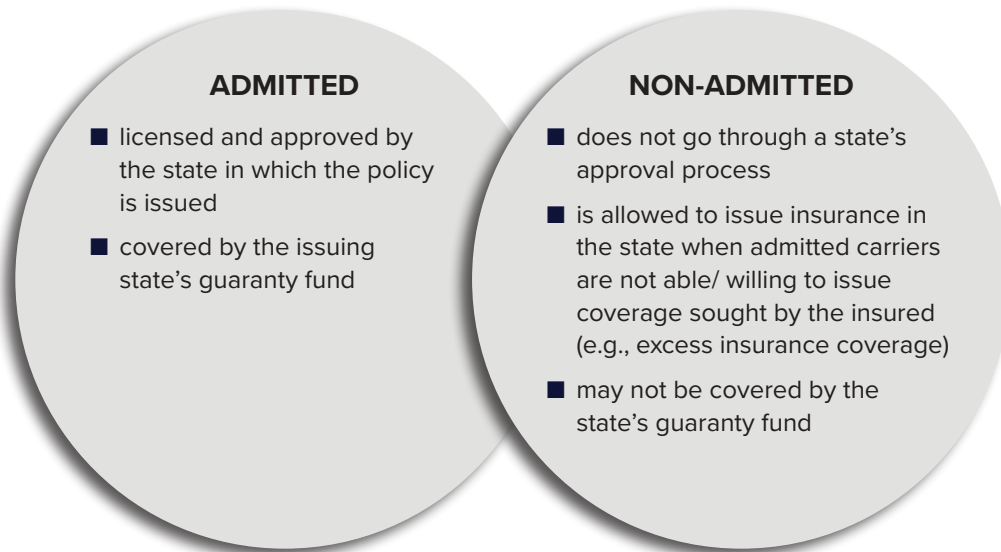 ADMITTED
■ licensed and approved by
the state in which the policy
is issued
■ covered by the issuing
state’s guaranty fund
NON-ADMITTED
■ does not go through a state’s
approval process
■ is allowed to issue insurance in
the state when admitted carriers
are not able/ willing to issue
coverage sought by the insured
(e.g., excess insurance coverage)
■ may not be covered by the
state’s guaranty fund